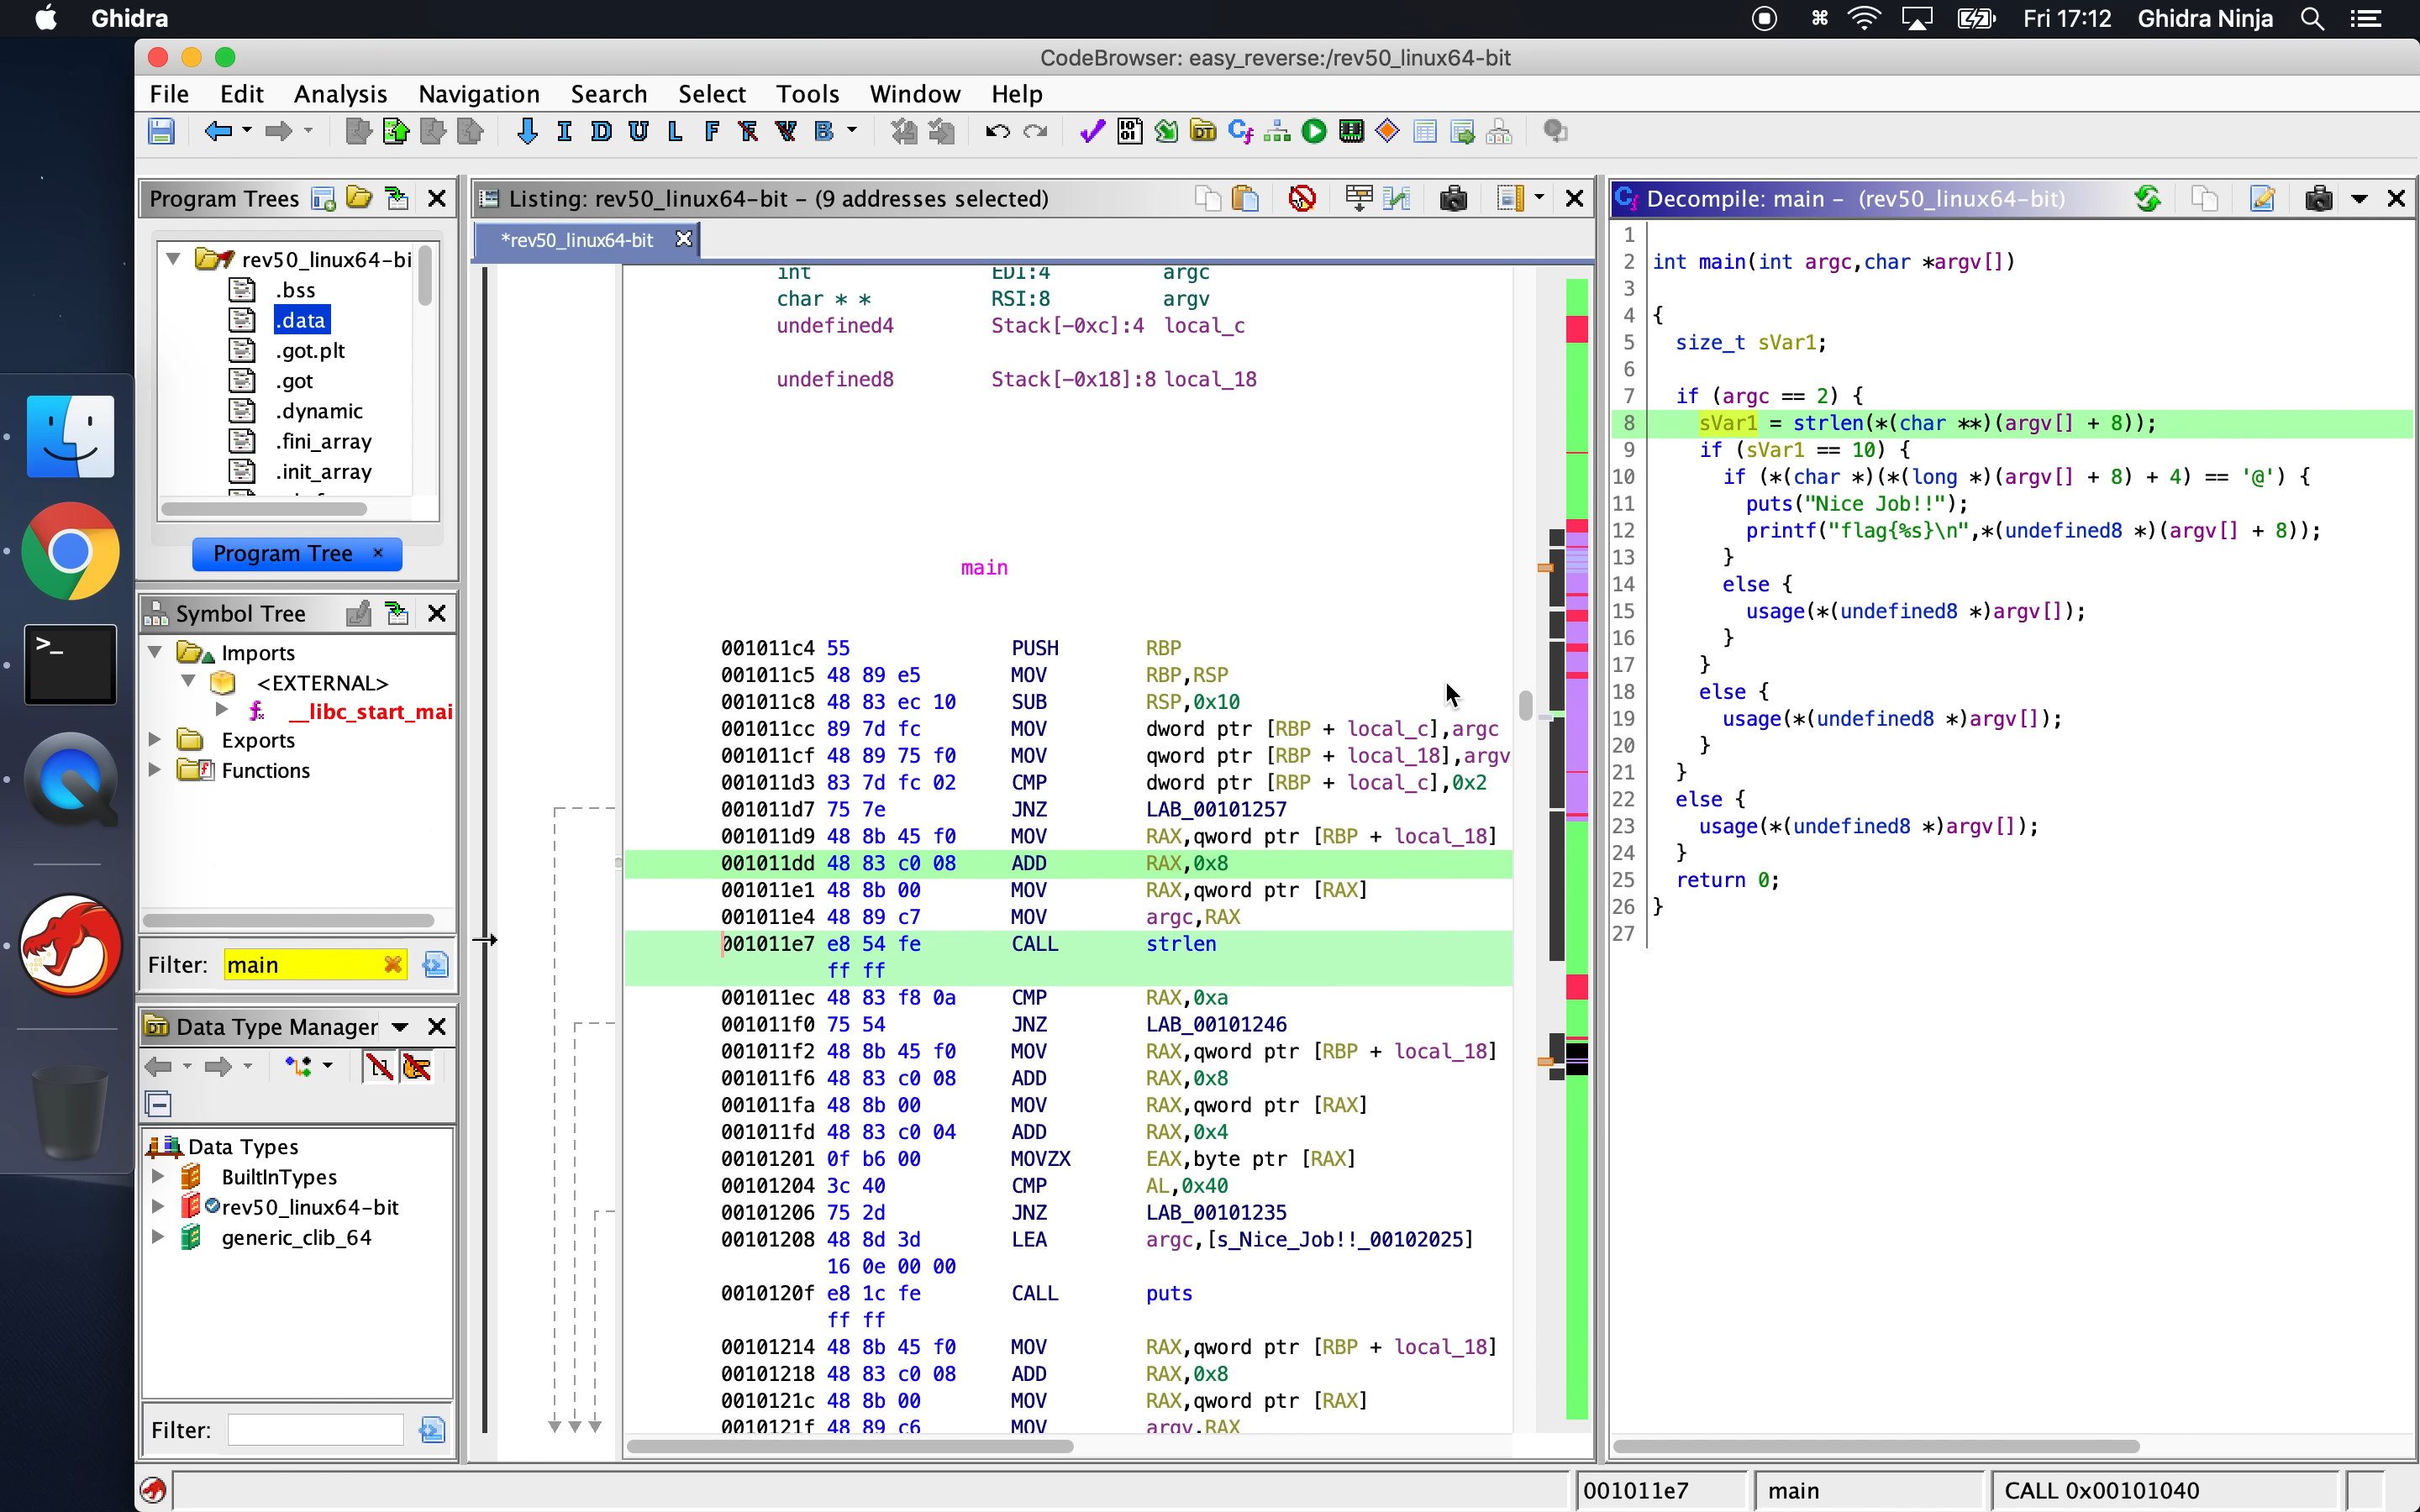 Ghidra
Fri 17:12 Ghidra Ninja
CodeBrowser: easy_reverse:/rev50_linux64-bit
File Edit Analysis Navigation Search Select Tools Window Help
I D U L F F V B
Program Trees
rev50_linux64-bi
.bss
.data
.got.plt
.got
.dynamic
.fini_array
.init_array
Program Tree ×
Symbol Tree
Imports
<EXTERNAL>
__libc_start_mai
Exports
Functions
Filter: main
Data Type Manager
Data Types
BuiltInTypes
rev50_linux64-bit
generic_clib_64
Filter:
Listing: rev50_linux64-bit - (9 addresses selected)
*rev50_linux64-bit
int EDI:4 argc
char * * RSI:8 argv
undefined4 Stack[-0xc]:4 local_c
undefined8 Stack[-0x18]:8 local_18
main
001011c4 55 PUSH RBP
001011c5 48 89 e5 MOV RBP,RSP
001011c8 48 83 ec 10 SUB RSP,0x10
001011cc 89 7d fc MOV dword ptr [RBP + local_c],argc
001011cf 48 89 75 f0 MOV qword ptr [RBP + local_18],argv
001011d3 83 7d fc 02 CMP dword ptr [RBP + local_c],0x2
001011d7 75 7e JNZ LAB_00101257
001011d9 48 8b 45 f0 MOV RAX,qword ptr [RBP + local_18]
001011dd 48 83 c0 08 ADD RAX,0x8
001011e1 48 8b 00 MOV RAX,qword ptr [RAX]
001011e4 48 89 c7 MOV argc,RAX
001011e7 e8 54 fe CALL strlen
ff ff
001011ec 48 83 f8 0a CMP RAX,0xa
001011f0 75 54 JNZ LAB_00101246
001011f2 48 8b 45 f0 MOV RAX,qword ptr [RBP + local_18]
001011f6 48 83 c0 08 ADD RAX,0x8
001011fa 48 8b 00 MOV RAX,qword ptr [RAX]
001011fd 48 83 c0 04 ADD RAX,0x4
00101201 0f b6 00 MOVZX EAX,byte ptr [RAX]
00101204 3c 40 CMP AL,0x40
00101206 75 2d JNZ LAB_00101235
00101208 48 8d 3d LEA argc,[s_Nice_Job!!_00102025]
16 0e 00 00
0010120f e8 1c fe CALL puts
ff ff
00101214 48 8b 45 f0 MOV RAX,qword ptr [RBP + local_18]
00101218 48 83 c0 08 ADD RAX,0x8
0010121c 48 8b 00 MOV RAX,qword ptr [RAX]
0010121f 48 89 c6 MOV argv,RAX
Decompile: main - (rev50_linux64-bit)
1
2 int main(int argc,char *argv[])
3
4 {
5 size_t sVar1;
6
7 if (argc == 2) {
8 sVar1 = strlen(*(char **)(argv[] + 8));
9 if (sVar1 == 10) {
10 if (*(char *)(*(long *)(argv[] + 8) + 4) == '@') {
11 puts("Nice Job!!");
12 printf("flag{%s}\n",*(undefined8 *)(argv[] + 8));
13 }
14 else {
15 usage(*(undefined8 *)argv[]);
16 }
17 }
18 else {
19 usage(*(undefined8 *)argv[]);
20 }
21 }
22 else {
23 usage(*(undefined8 *)argv[]);
24 }
25 return 0;
26 }
27
001011e7 main CALL 0x00101040